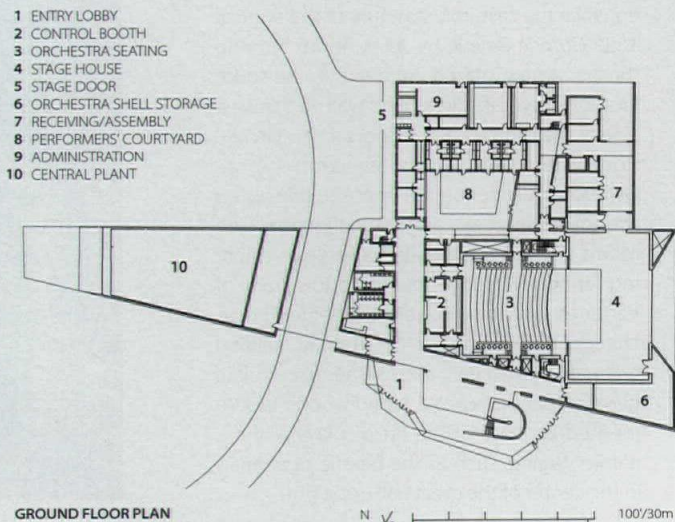 1 ENTRY LOBBY
2 CONTROL BOOTH
3 ORCHESTRA SEATING
4 STAGE HOUSE
5 STAGE DOOR
6 ORCHESTRA SHELL STORAGE
7 RECEIVING/ASSEMBLY
8 PERFORMERS' COURTYARD
9 ADMINISTRATION
10 CENTRAL PLANT
9
5
8
7
10
2
3
4
1
6
GROUND FLOOR PLAN
N
100'/30m